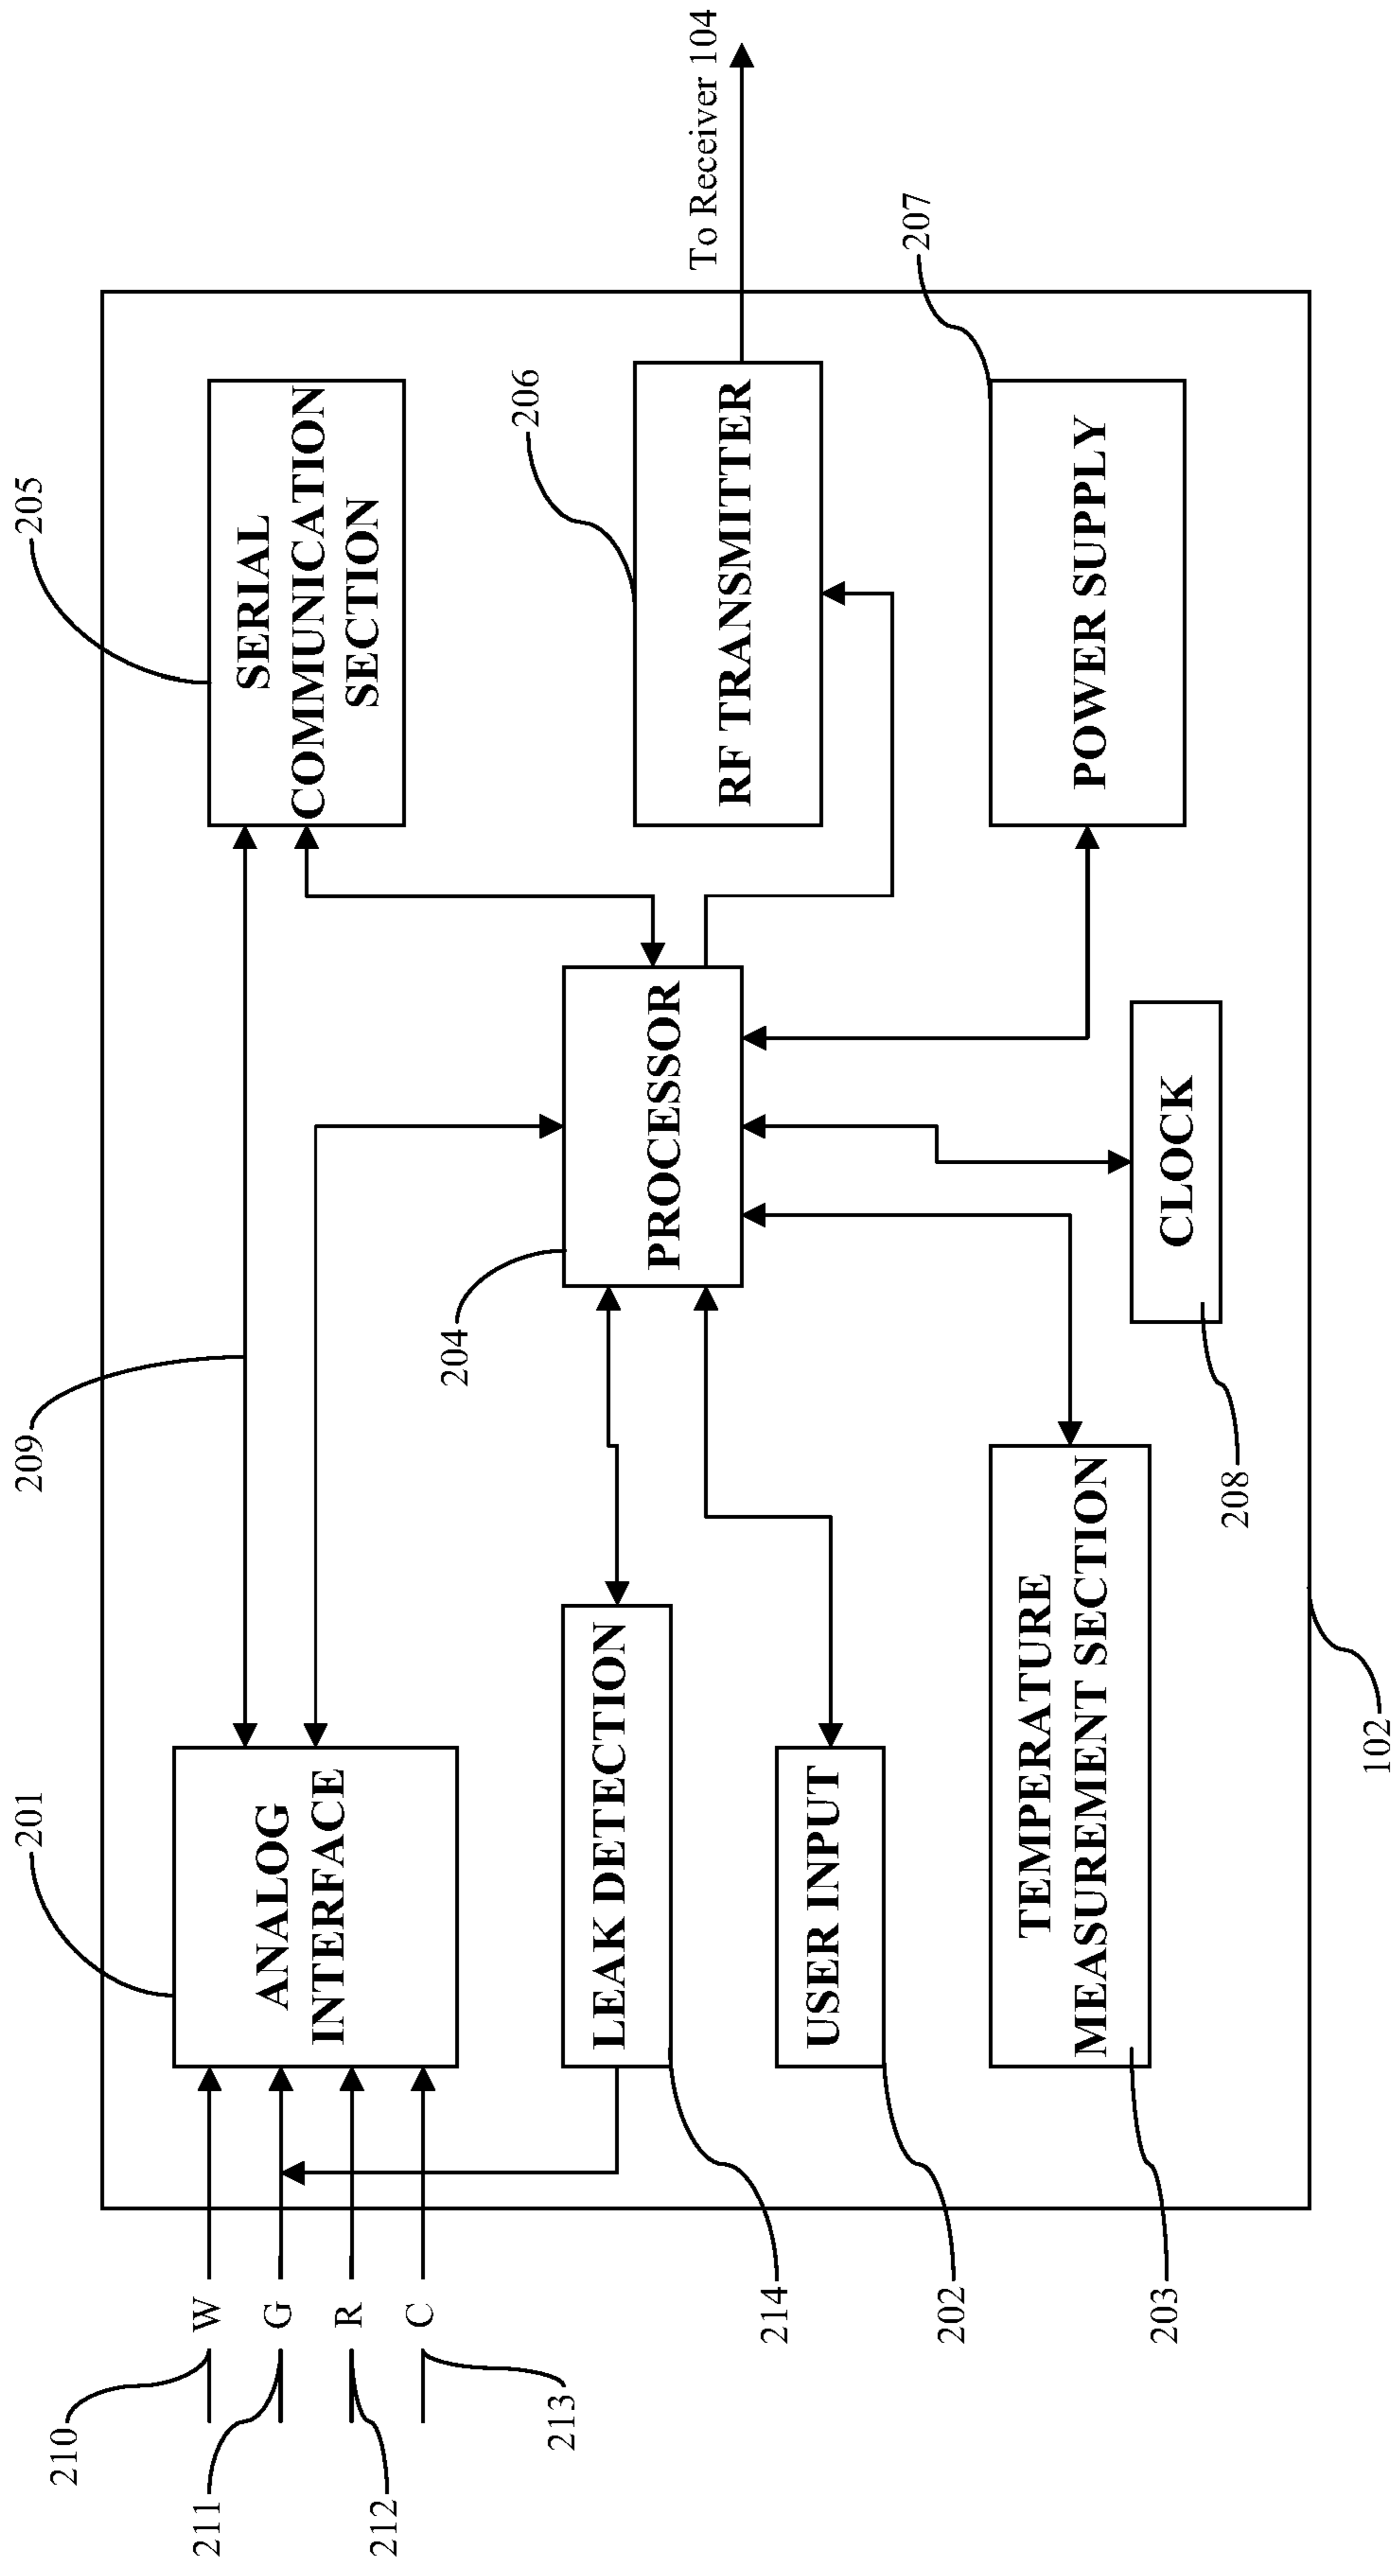 205
209
201
SERIAL
COMMUNICATION
SECTION
ANALOG
INTERFACE
210
W
211
G
212
R
213
C
204
206
To Receiver 104
LEAK DETECTION
PROCESSOR
RF TRANSMITTER
214
USER INPUT
202
207
TEMPERATURE
MEASUREMENT SECTION
POWER SUPPLY
203
CLOCK
208
102